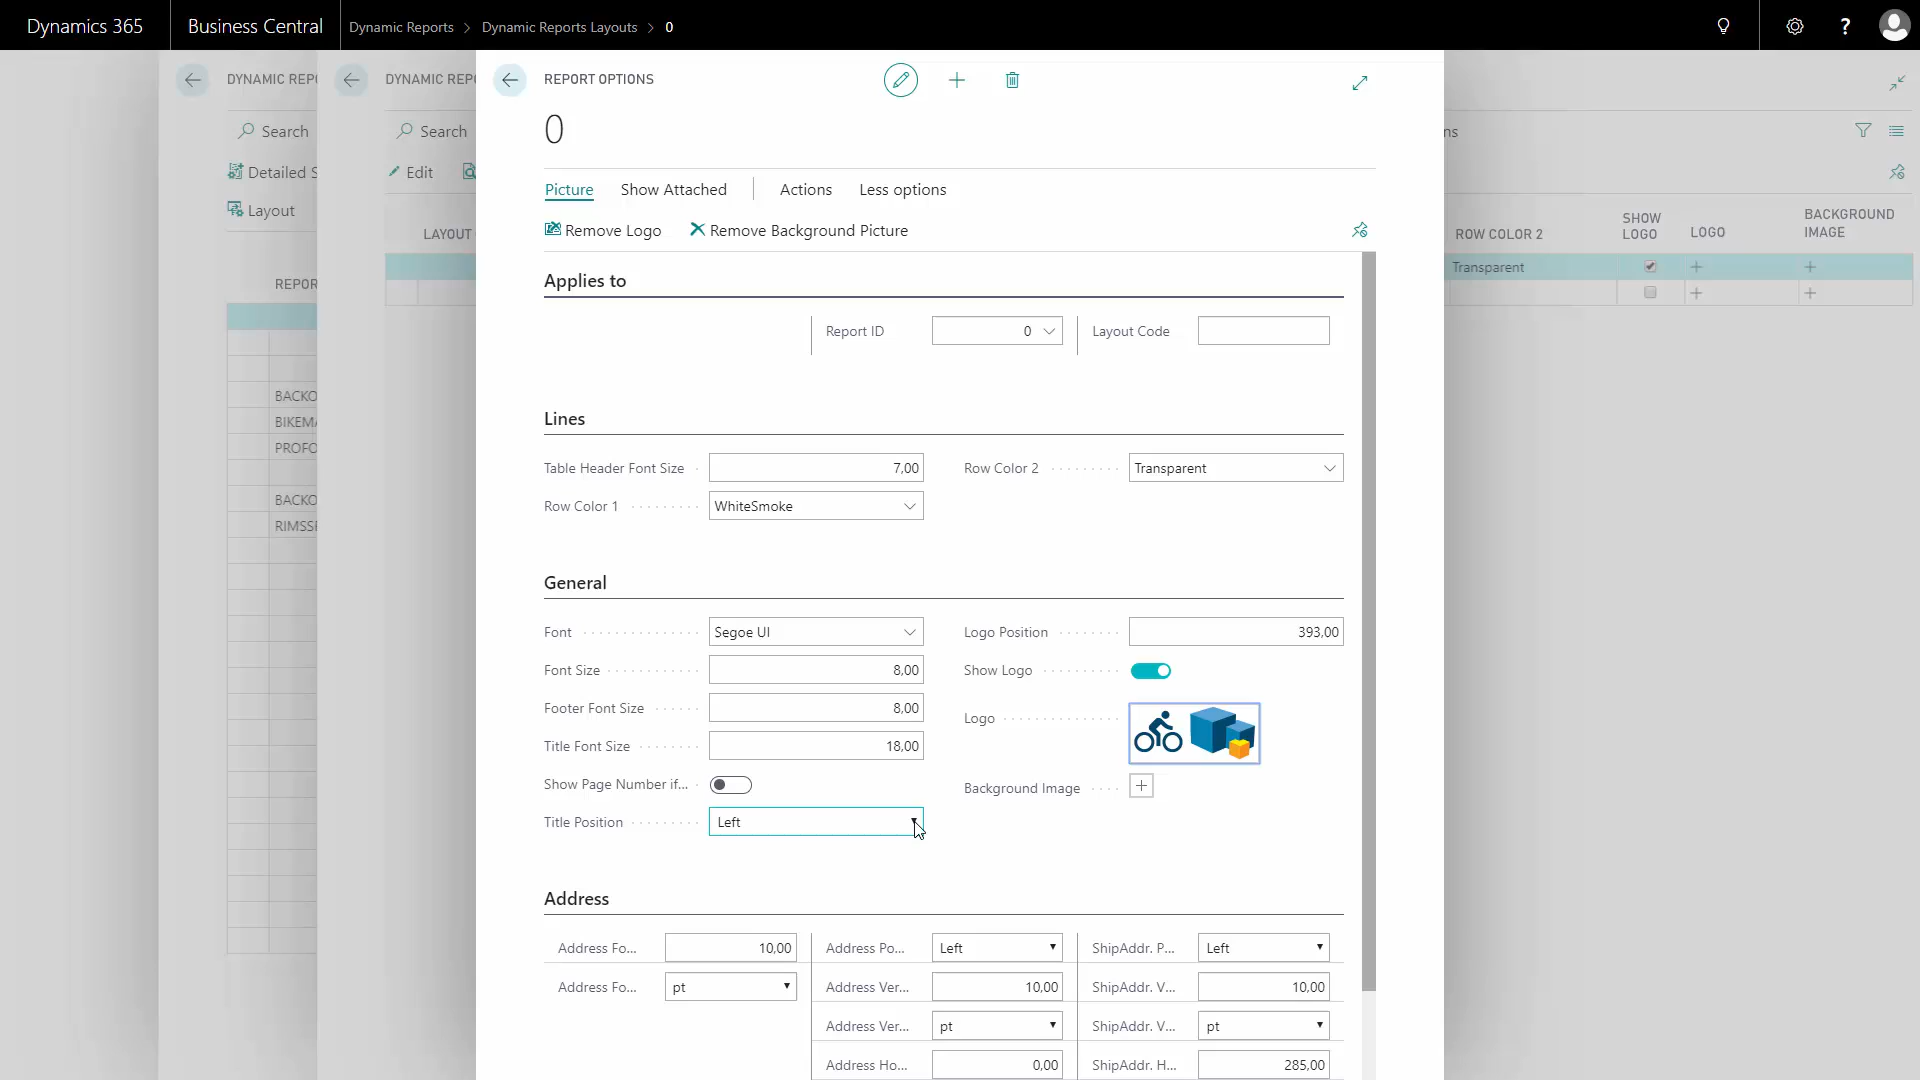 Dynamics 365 Business Central Dynamic Reports > Dynamic Reports Layouts > 0 ?
DYNAMIC REP DYNAMIC REP REPORT OPTIONS
0
Search Search ns
Detailed S Edit
Layout
Picture Show Attached Actions Less options
Remove Logo Remove Background Picture
LAYOUT ROW COLOR 2 SHOW LOGO LOGO BACKGROUND IMAGE
Transparent
REPOR
BACKO
BIKEMA
PROFO
BACKO
RIMSSH
Applies to
Report ID 0 Layout Code
Lines
Table Header Font Size 7,00 Row Color 2 Transparent
Row Color 1 WhiteSmoke
General
Font Segoe UI Logo Position 393,00
Font Size 8,00 Show Logo
Footer Font Size 8,00 Logo
Title Font Size 18,00
Show Page Number if... Background Image
Title Position Left
Address
Address Fo... 10,00 Address Po... Left ShipAddr. P... Left
Address Fo... pt Address Ver... 10,00 ShipAddr. V... 10,00
Address Ver... pt ShipAddr. V... pt
Address Ho... 0,00 ShipAddr. H... 285,00